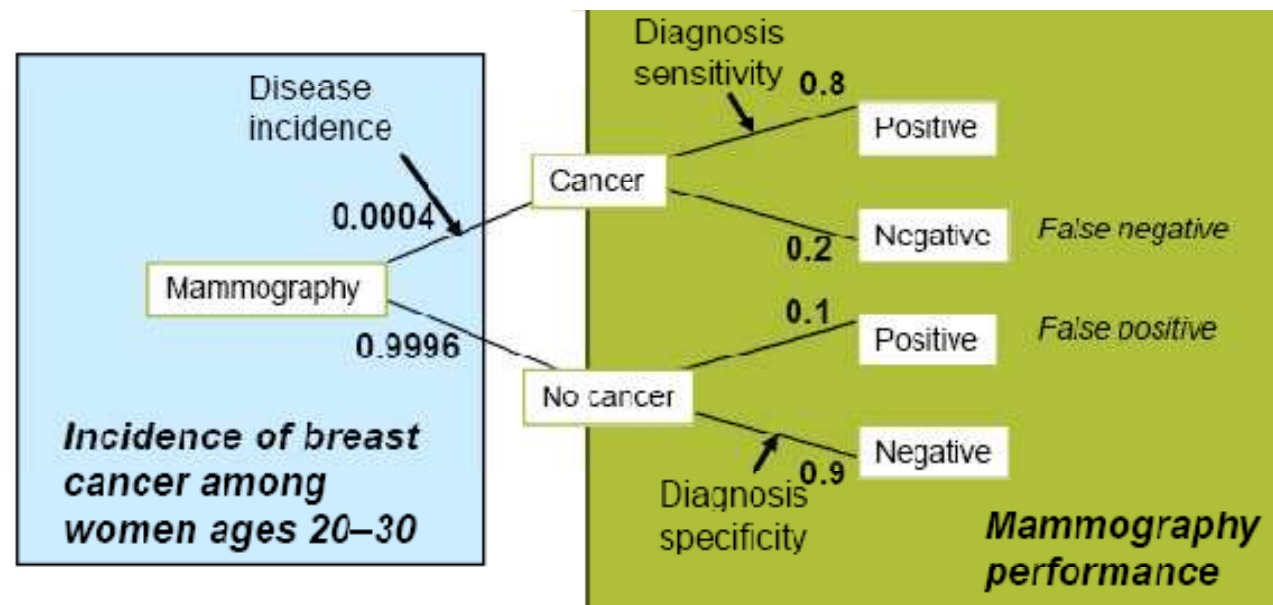 Diagnosis
sensitivity
0.8
Disease
incidence
Positive
Cancer
0.0004
Negative
False negative
0.2
Mammography
0.1
Positive
False positive
0.9996
No cancer
Incidence of breast
cancer among
women ages 20–30
Negative
0.9
Diagnosis
specificity
Mammography
performance